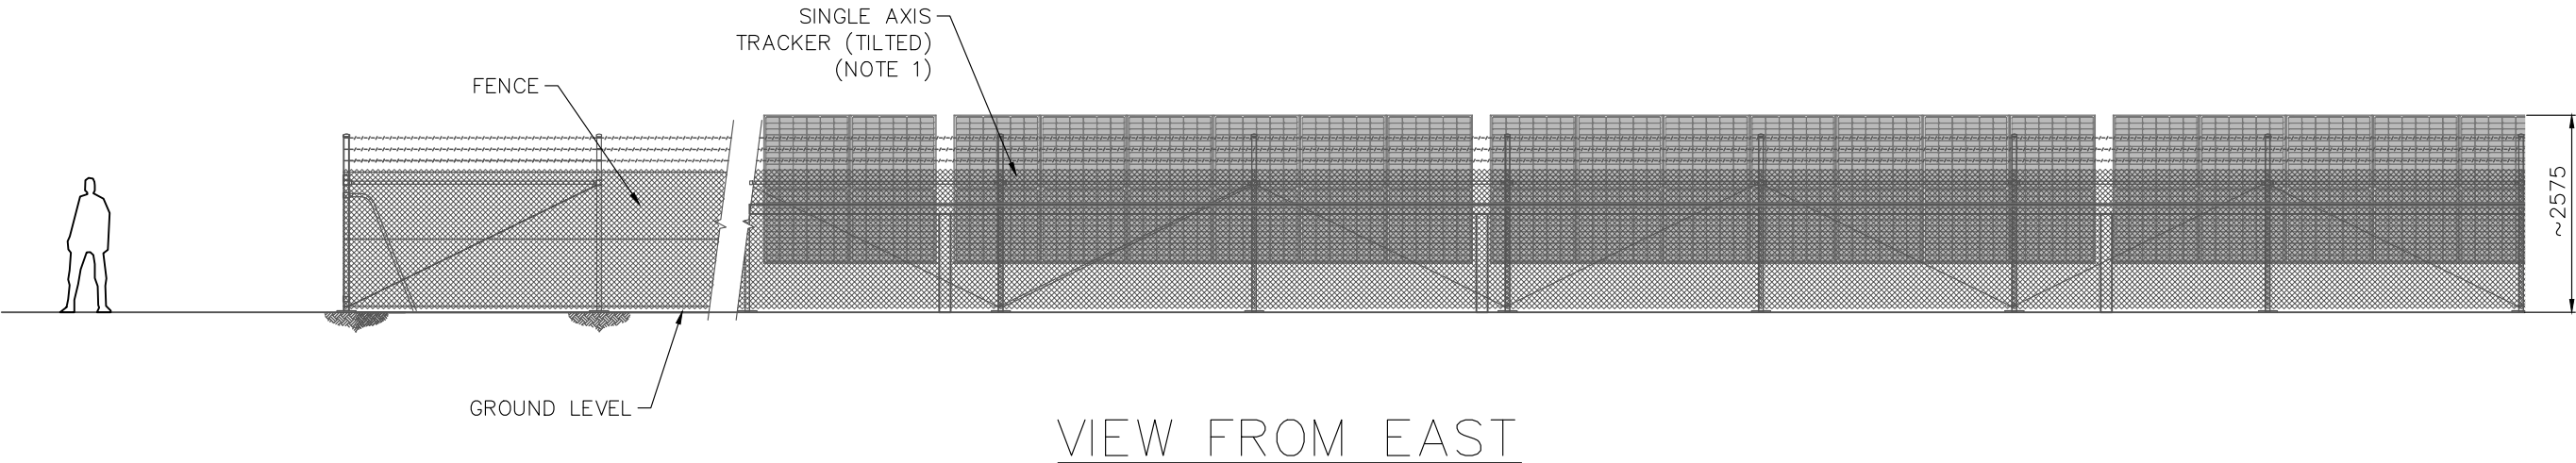 SINGLE AXIS
TRACKER (TILTED)
(NOTE 1)
FENCE
~2575
GROUND LEVEL
VIEW FROM EAST